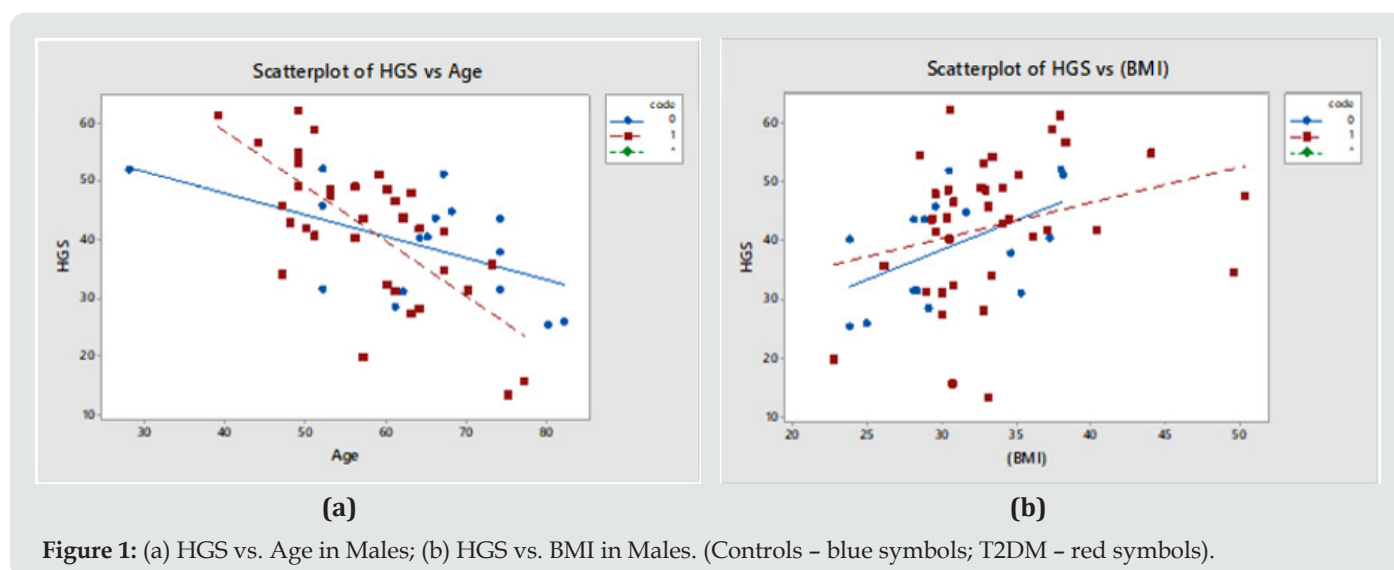 Scatterplot of HGS vs Age
HGS
60
50
40
30
20
10
30 40 50 60 70 80
Age
code
0
1
*
(a)
Scatterplot of HGS vs (BMI)
HGS
60
50
40
30
20
10
20 25 30 35 40 45 50
(BMI)
code
0
1
*
(b)
Figure 1: (a) HGS vs. Age in Males; (b) HGS vs. BMI in Males. (Controls – blue symbols; T2DM – red symbols).